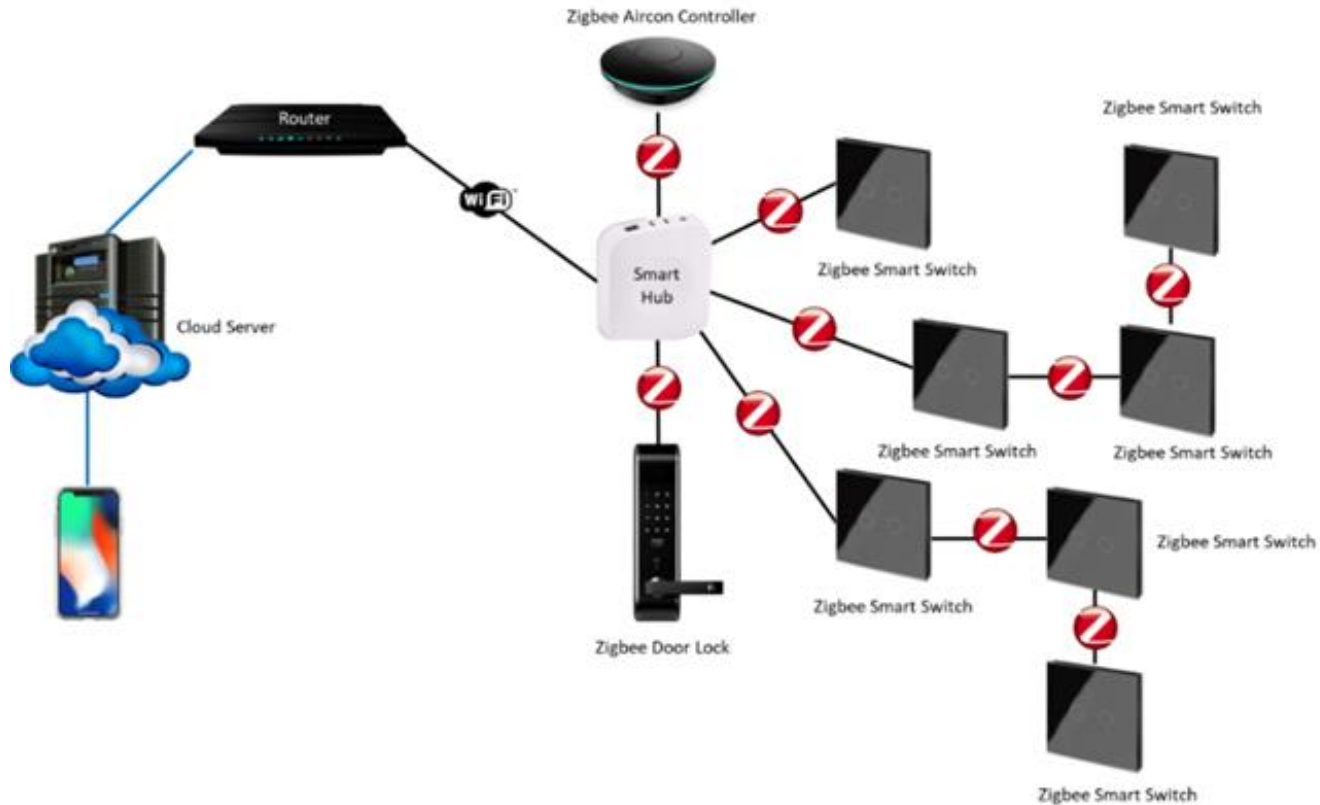 Zigbee Aircon Controller
Router
Zigbee Smart Switch
WiFi
Z
Z
Smart
Hub
Zigbee Smart Switch
Z
Cloud Server
Z
Z
Z
Z
Zigbee Smart Switch
Zigbee Smart Switch
Z
Zigbee Smart Switch
Zigbee Smart Switch
Z
Zigbee Door Lock
Zigbee Smart Switch